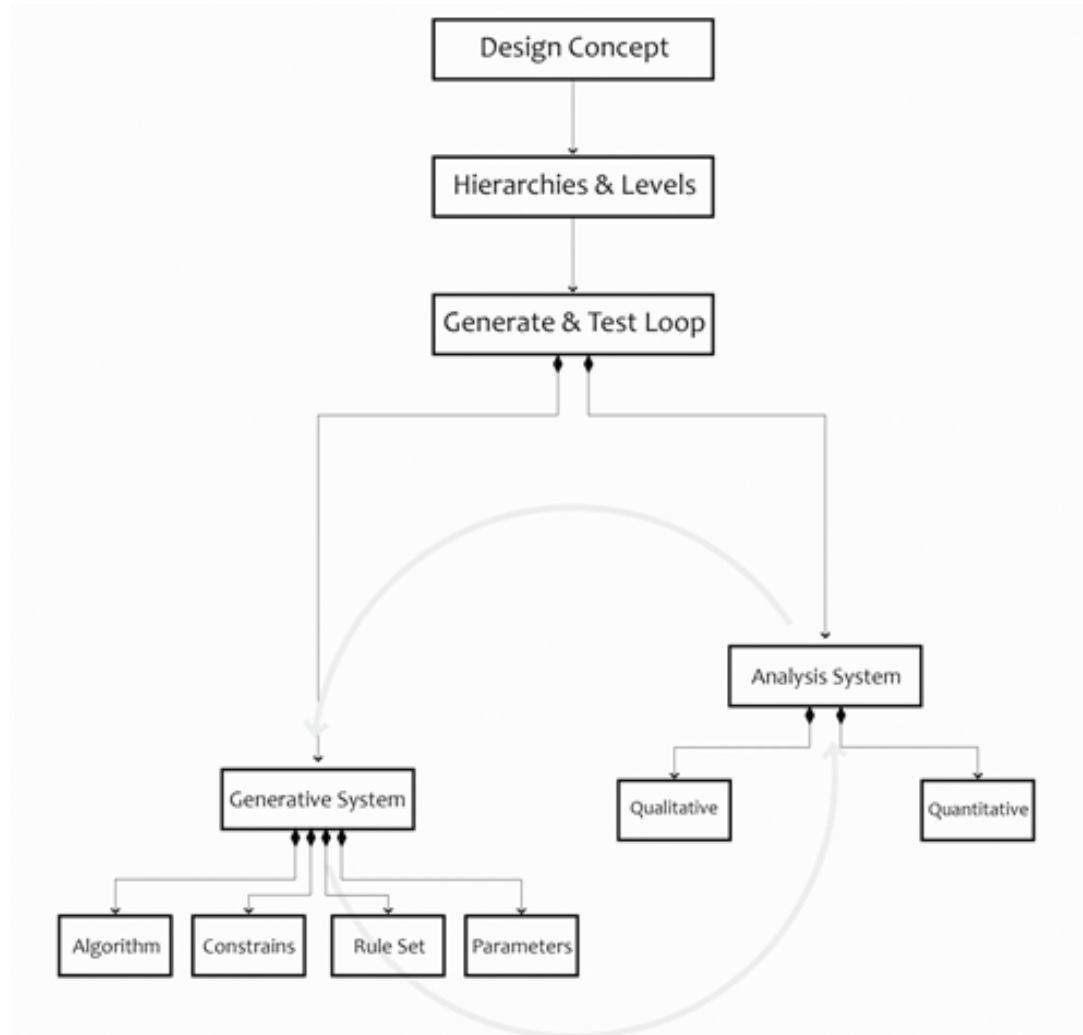 Design Concept
Hierarchies & Levels
Generate & Test Loop
Analysis System
Qualitative
Quantitative
Generative System
Algorithm
Constrains
Rule Set
Parameters